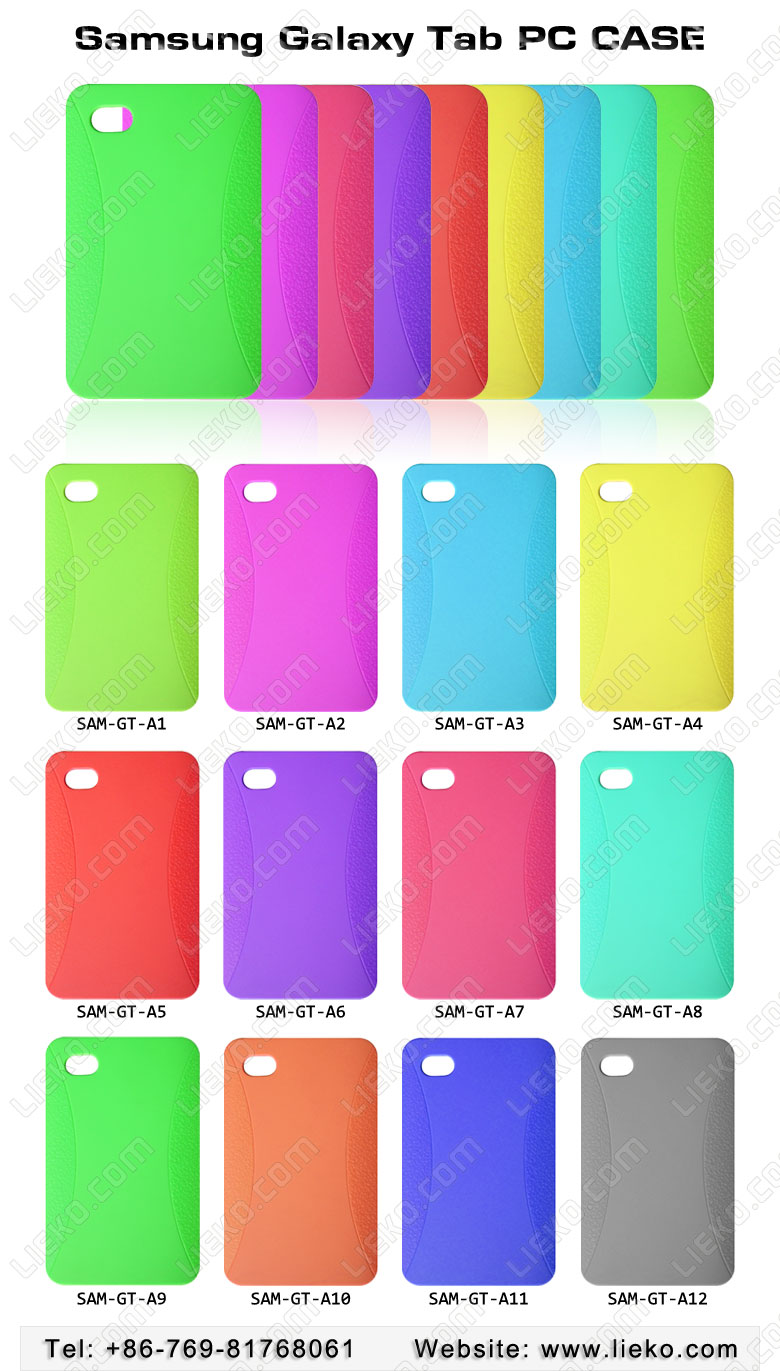 Samsung Galaxy Tab PC CASE
SAM-GT-A1 SAM-GT-A2 SAM-GT-A3 SAM-GT-A4
SAM-GT-A5 SAM-GT-A6 SAM-GT-A7 SAM-GT-A8
SAM-GT-A9 SAM-GT-A10 SAM-GT-A11 SAM-GT-A12
Tel: +86-769-81768061 Website: www.lieko.com
LIEKO.COM